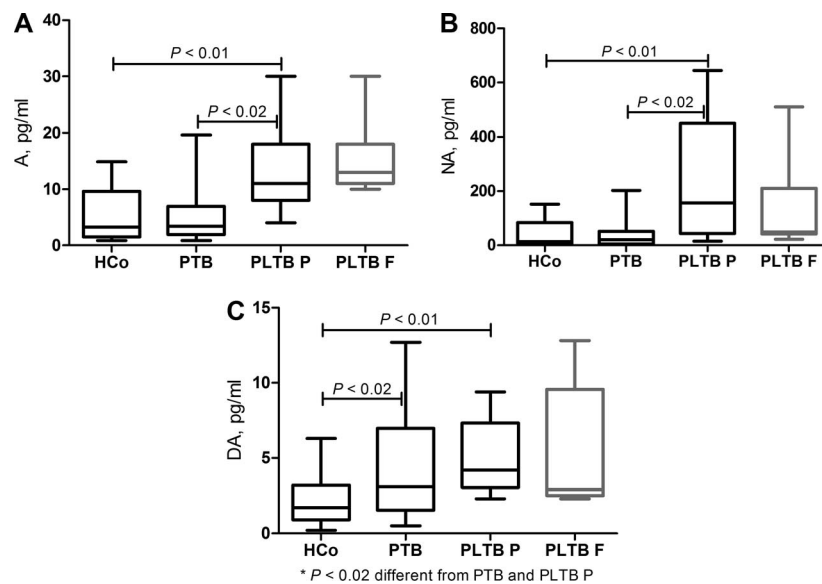 A
A, pg/ml
40
30
20
10
0
P < 0.01
P < 0.02
HCo PTB PLTB P PLTB F
B
NA, pg/ml
800
600
400
200
0
P < 0.01
P < 0.02
HCo PTB PLTB P PLTB F
C
DA, pg/ml
15
10
5
0
P < 0.01
P < 0.02
HCo PTB PLTB P PLTB F
* P < 0.02 different from PTB and PLTB P